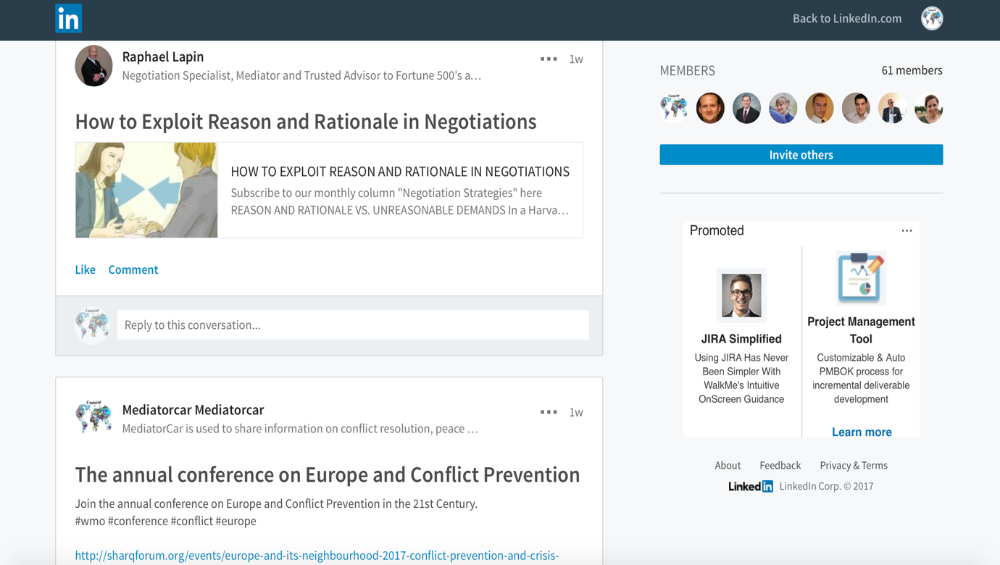 in
Back to LinkedIn.com
Raphael Lapin
1w
Negotiation Specialist, Mediator and Trusted Advisor to Fortune 500's a…
How to Exploit Reason and Rationale in Negotiations
HOW TO EXPLOIT REASON AND RATIONALE IN NEGOTIATIONS
Subscribe to our monthly column "Negotiation Strategies" here
REASON AND RATIONALE VS. UNREASONABLE DEMANDS In a Harva…
Like Comment
Reply to this conversation...
Mediatorcar Mediatorcar
1w
MediatorCar is used to share information on conflict resolution, peace …
The annual conference on Europe and Conflict Prevention
Join the annual conference on Europe and Conflict Prevention in the 21st Century.
#wmo #conference #conflict #europe
http://sharqforum.org/events/europe-and-its-neighbourhood-2017-conflict-prevention-and-crisis-
MEMBERS
61 members
Invite others
Promoted
JIRA Simplified
Using JIRA Has Never
Been Simpler With
WalkMe's Intuitive
OnScreen Guidance
Project Management
Tool
Customizable & Auto
PMBOK process for
incremental deliverable
development
Learn more
About Feedback Privacy & Terms
Linked in LinkedIn Corp. © 2017